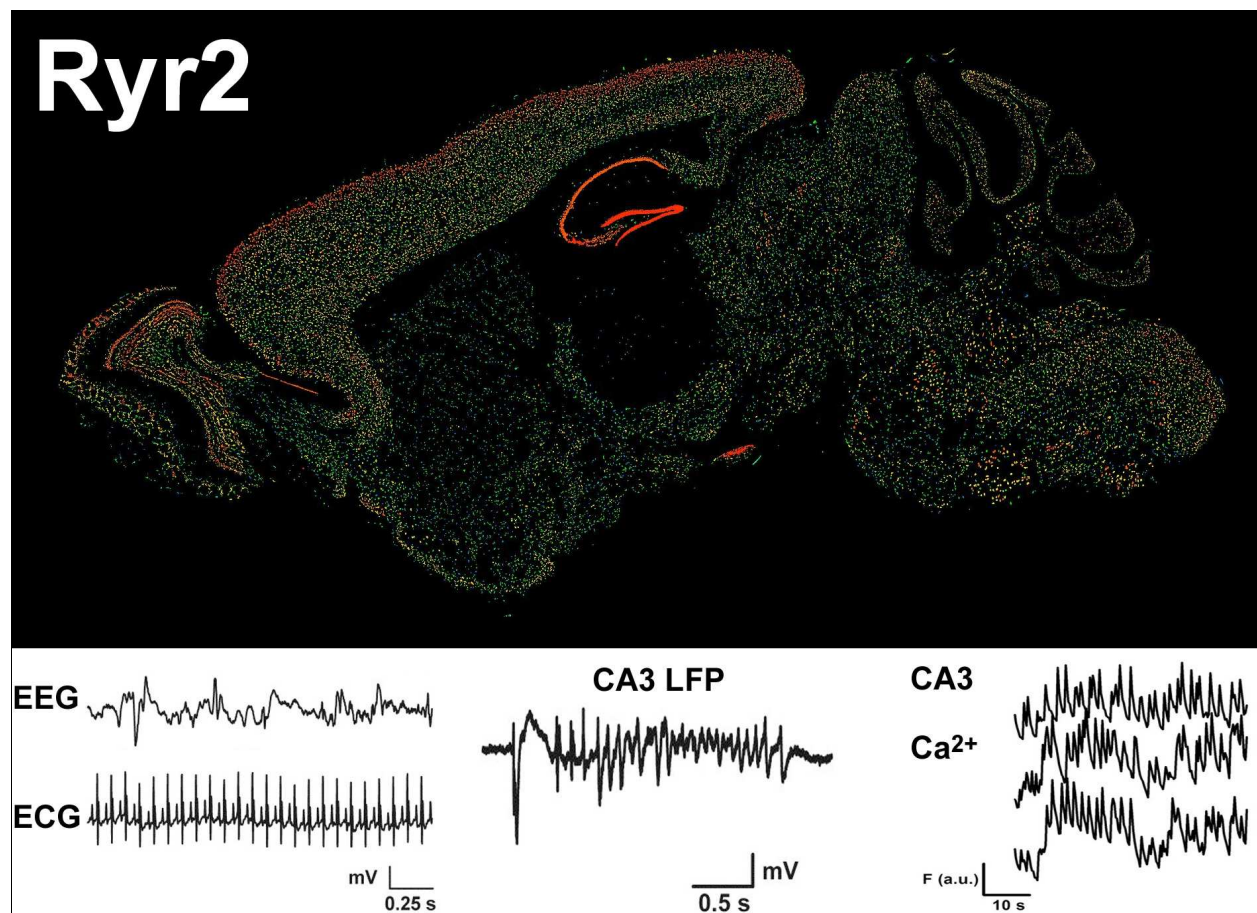 Ryr2
EEG
ECG
mV
0.25 s
CA3 LFP
mV
0.5 s
CA3
Ca²⁺
F (a.u.)
10 s